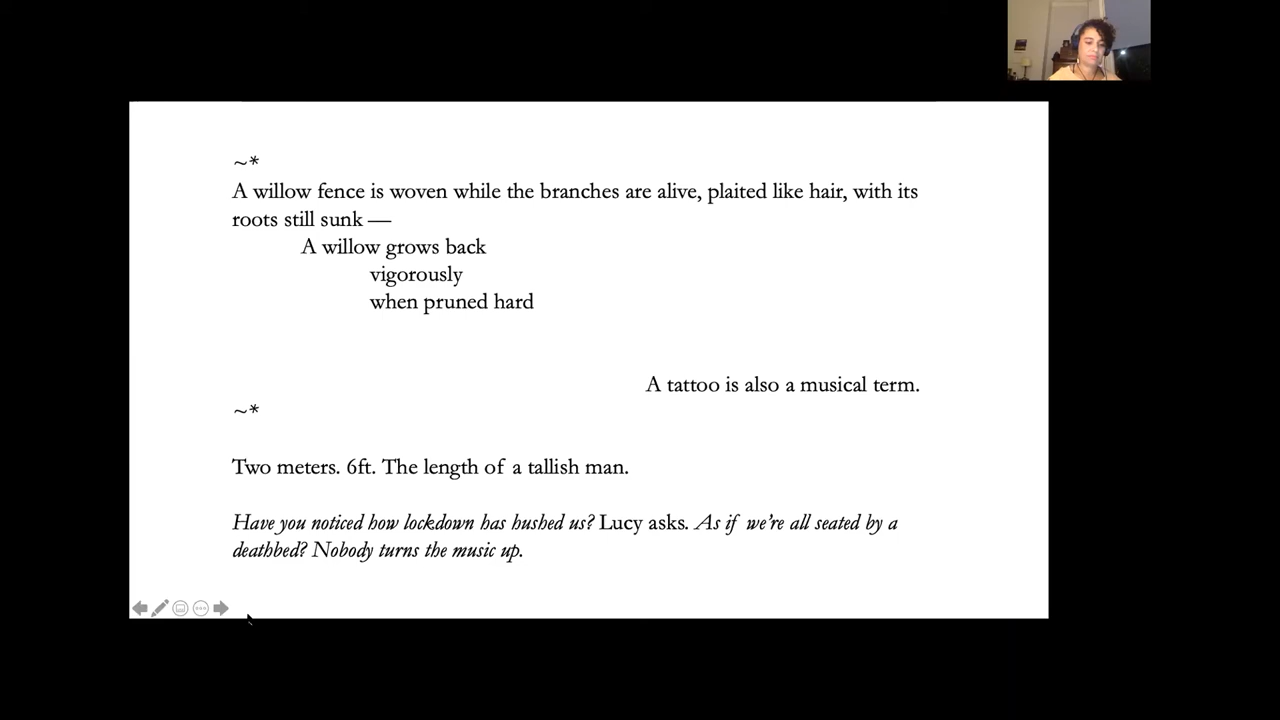 ~*
A willow fence is woven while the branches are alive, plaited like hair, with its
roots still sunk —
A willow grows back
vigorously
when pruned hard
A tattoo is also a musical term.
~*
Two meters. 6ft. The length of a tallish man.
Have you noticed how lockdown has hushed us? Lucy asks. As if we’re all seated by a
deathbed? Nobody turns the music up.